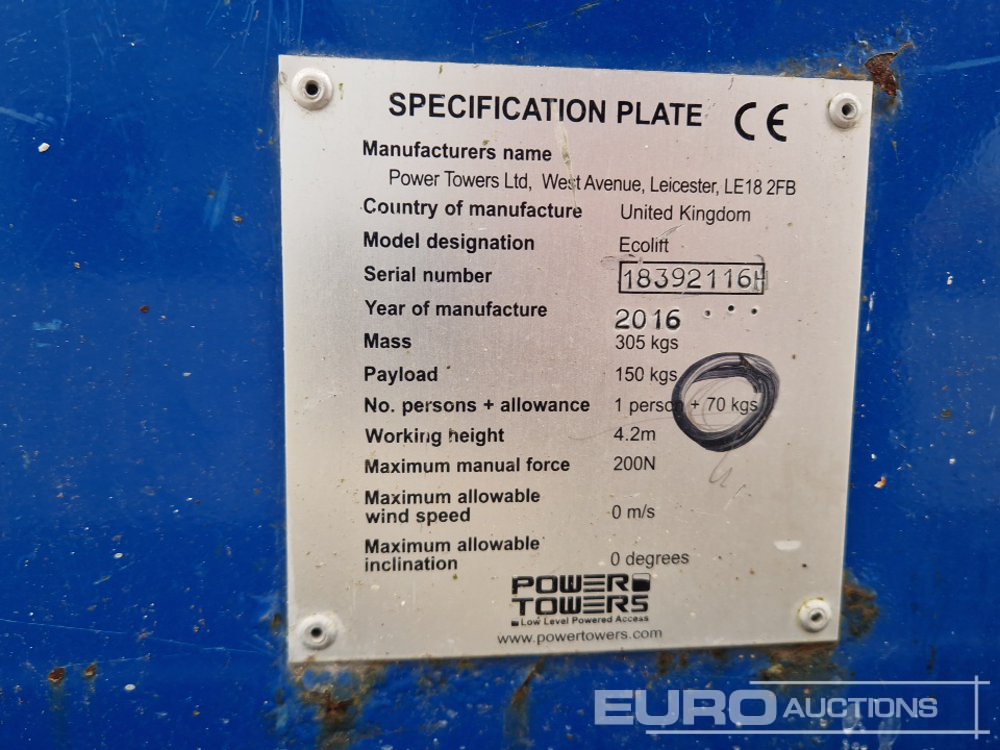 SPECIFICATION PLATE CE
Manufacturers name
Power Towers Ltd, West Avenue, Leicester, LE18 2FB
Country of manufacture United Kingdom
Model designation Ecolift
Serial number 18392116H
Year of manufacture 2016
Mass 305 kgs
Payload 150 kgs
No. persons + allowance 1 person + 70 kgs
Working height 4.2m
Maximum manual force 200N
Maximum allowable
wind speed 0 m/s
Maximum allowable
inclination 0 degrees
POWER
TOWERS
Low Level Powered Access
www.powertowers.com
EURO AUCTIONS